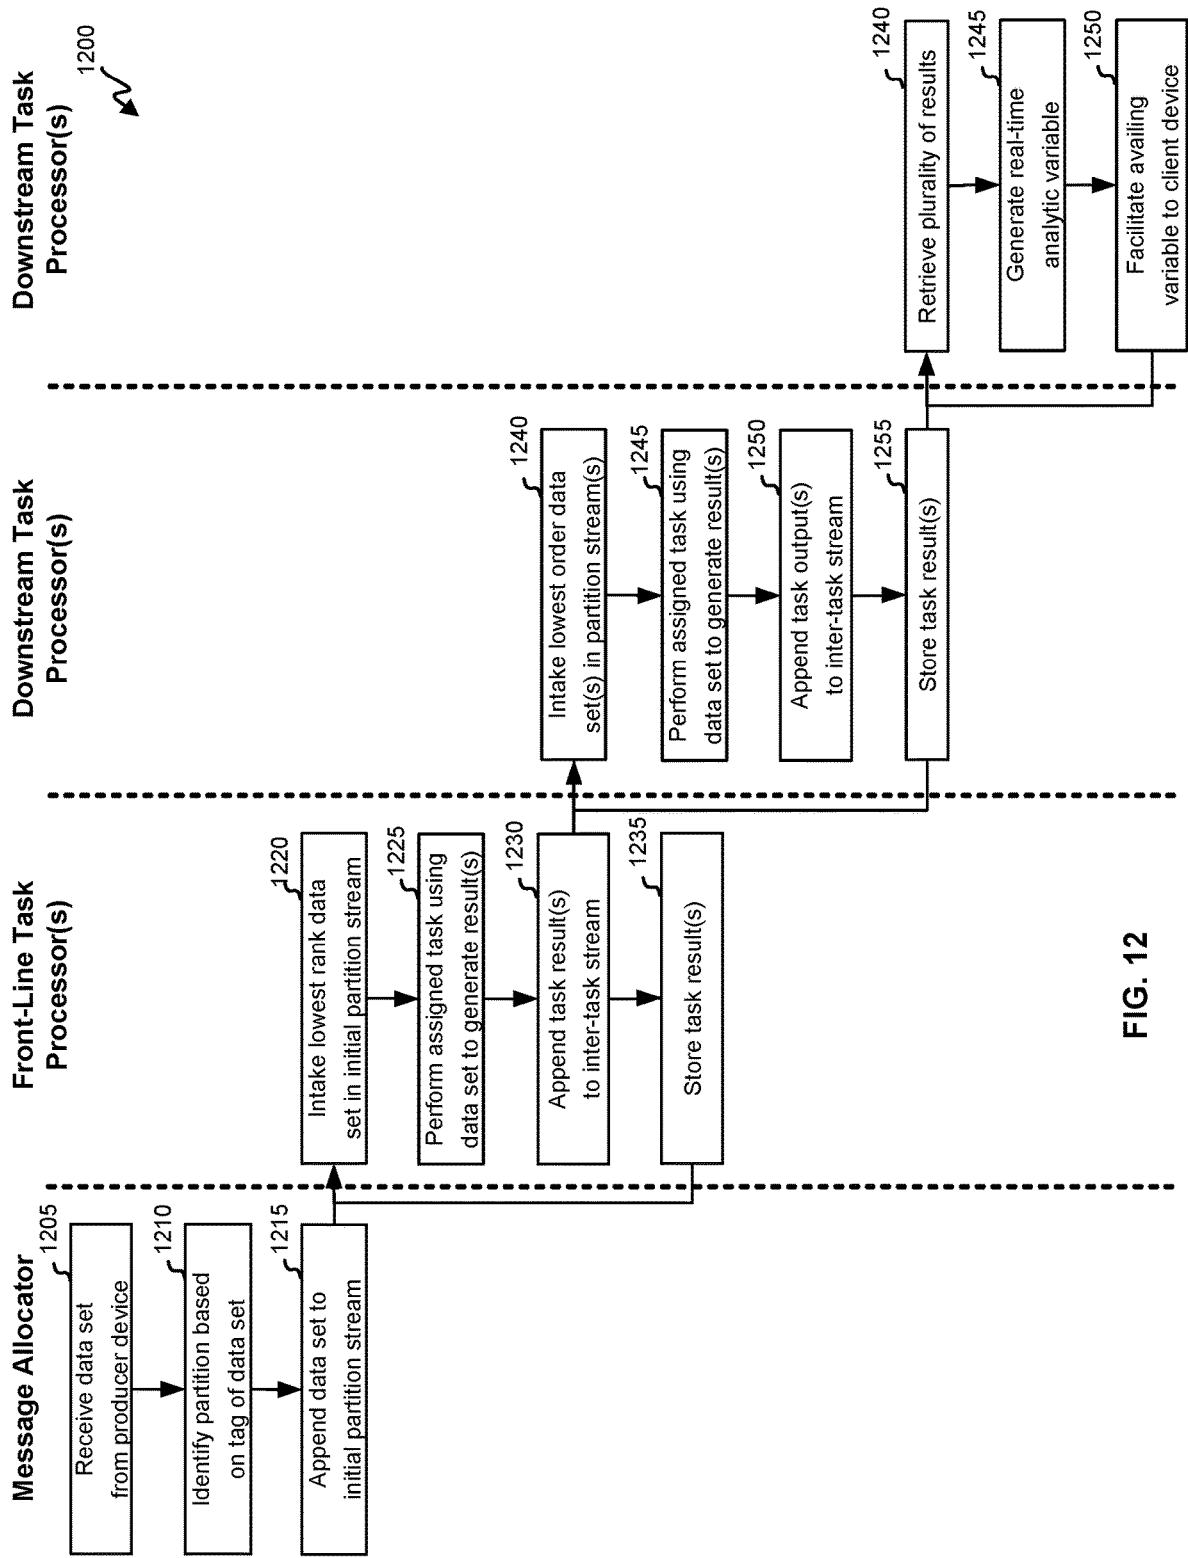 1200
Message Allocator
1205
Receive data set
from producer device
1210
Identify partition based
on tag of data set
1215
Append data set to
initial partition stream
Front-Line Task
Processor(s)
1220
Intake lowest rank data
set in initial partition stream
1225
Perform assigned task using
data set to generate result(s)
1230
Append task result(s)
to inter-task stream
1235
Store task result(s)
Downstream Task
Processor(s)
1240
Intake lowest order data
set(s) in partition stream(s)
1245
Perform assigned task using
data set to generate result(s)
1250
Append task output(s)
to inter-task stream
1255
Store task result(s)
Downstream Task
Processor(s)
1240
Retrieve plurality of results
1245
Generate real-time
analytic variable
1250
Facilitate availing
variable to client device
FIG. 12